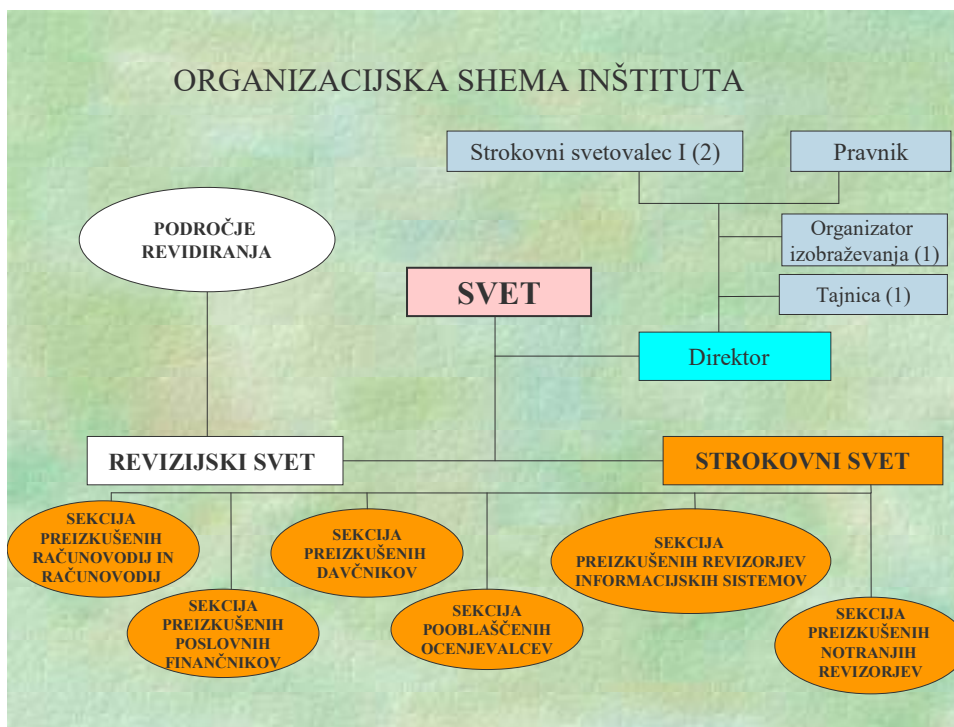 ORGANIZACIJSKA SHEMA INŠTITUTA
Strokovni svetovalec I (2)
Pravnik
PODROČJE
REVIDIRANJA
Organizator
izobraževanja (1)
SVET
Tajnica (1)
Direktor
REVIZIJSKI SVET
STROKOVNI SVET
SEKCIJA
PREIZKUŠENIH
RAČUNOVODIJ IN
RAČUNOVODIJ
SEKCIJA
PREIZKUŠENIH
POSLOVNIH
FINANČNIKOV
SEKCIJA
PREIZKUŠENIH
DAVČNIKOV
SEKCIJA
POOBLAŠČENIH
OCENJEVALCEV
SEKCIJA
PREIZKUŠENIH REVIZORJEV
INFORMACIJSKIH SISTEMOV
SEKCIJA
PREIZKUŠENIH
NOTRANJIH
REVIZORJEV